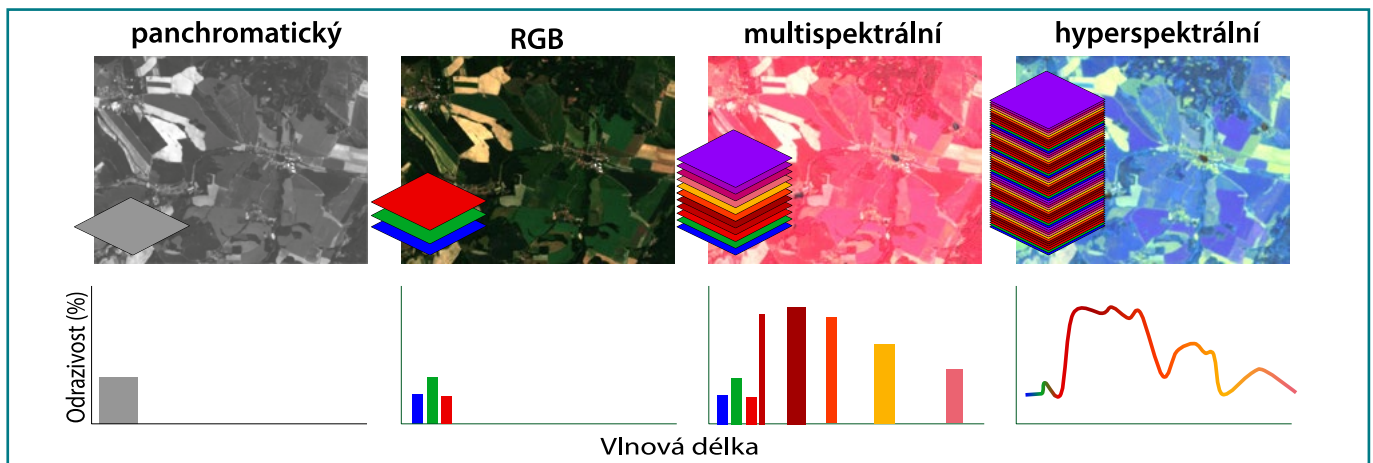 panchromatický
RGB
multispektrální
hyperspektrální
Odrazivost (%)
Vlnová délka